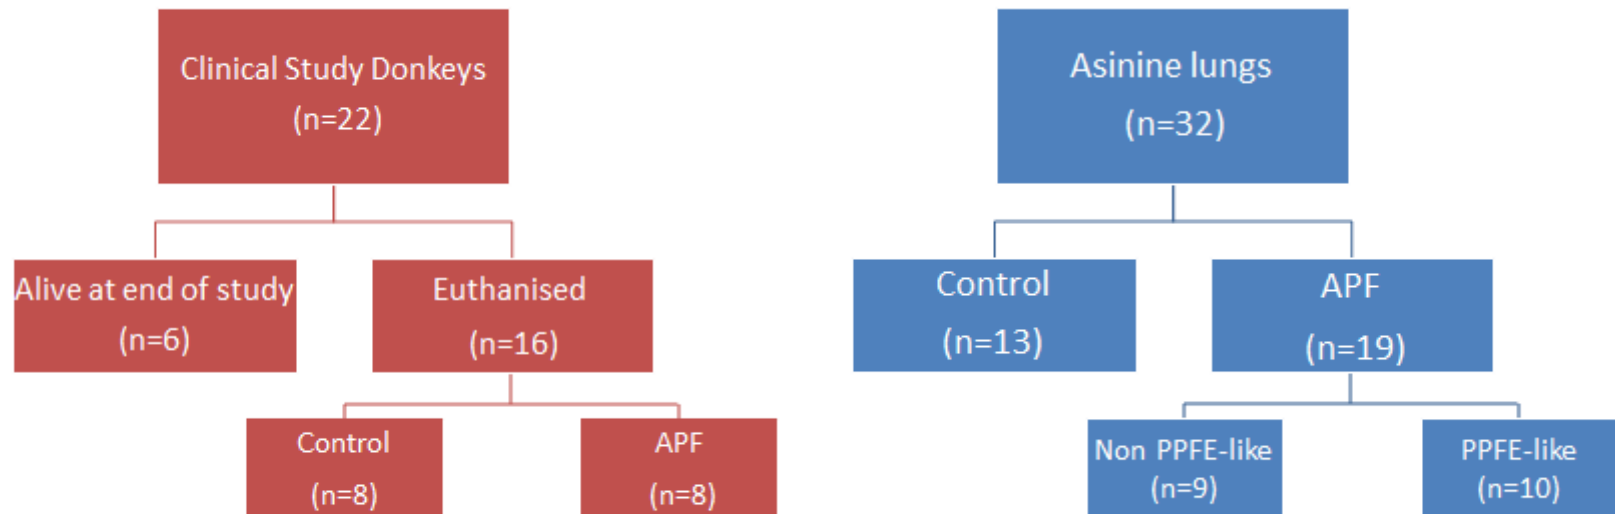 Clinical Study Donkeys
(n=22)
Alive at end of study
(n=6)
Euthanised
(n=16)
Control
(n=8)
APF
(n=8)
Asinine lungs
(n=32)
Control
(n=13)
APF
(n=19)
Non PPFE-like
(n=9)
PPFE-like
(n=10)